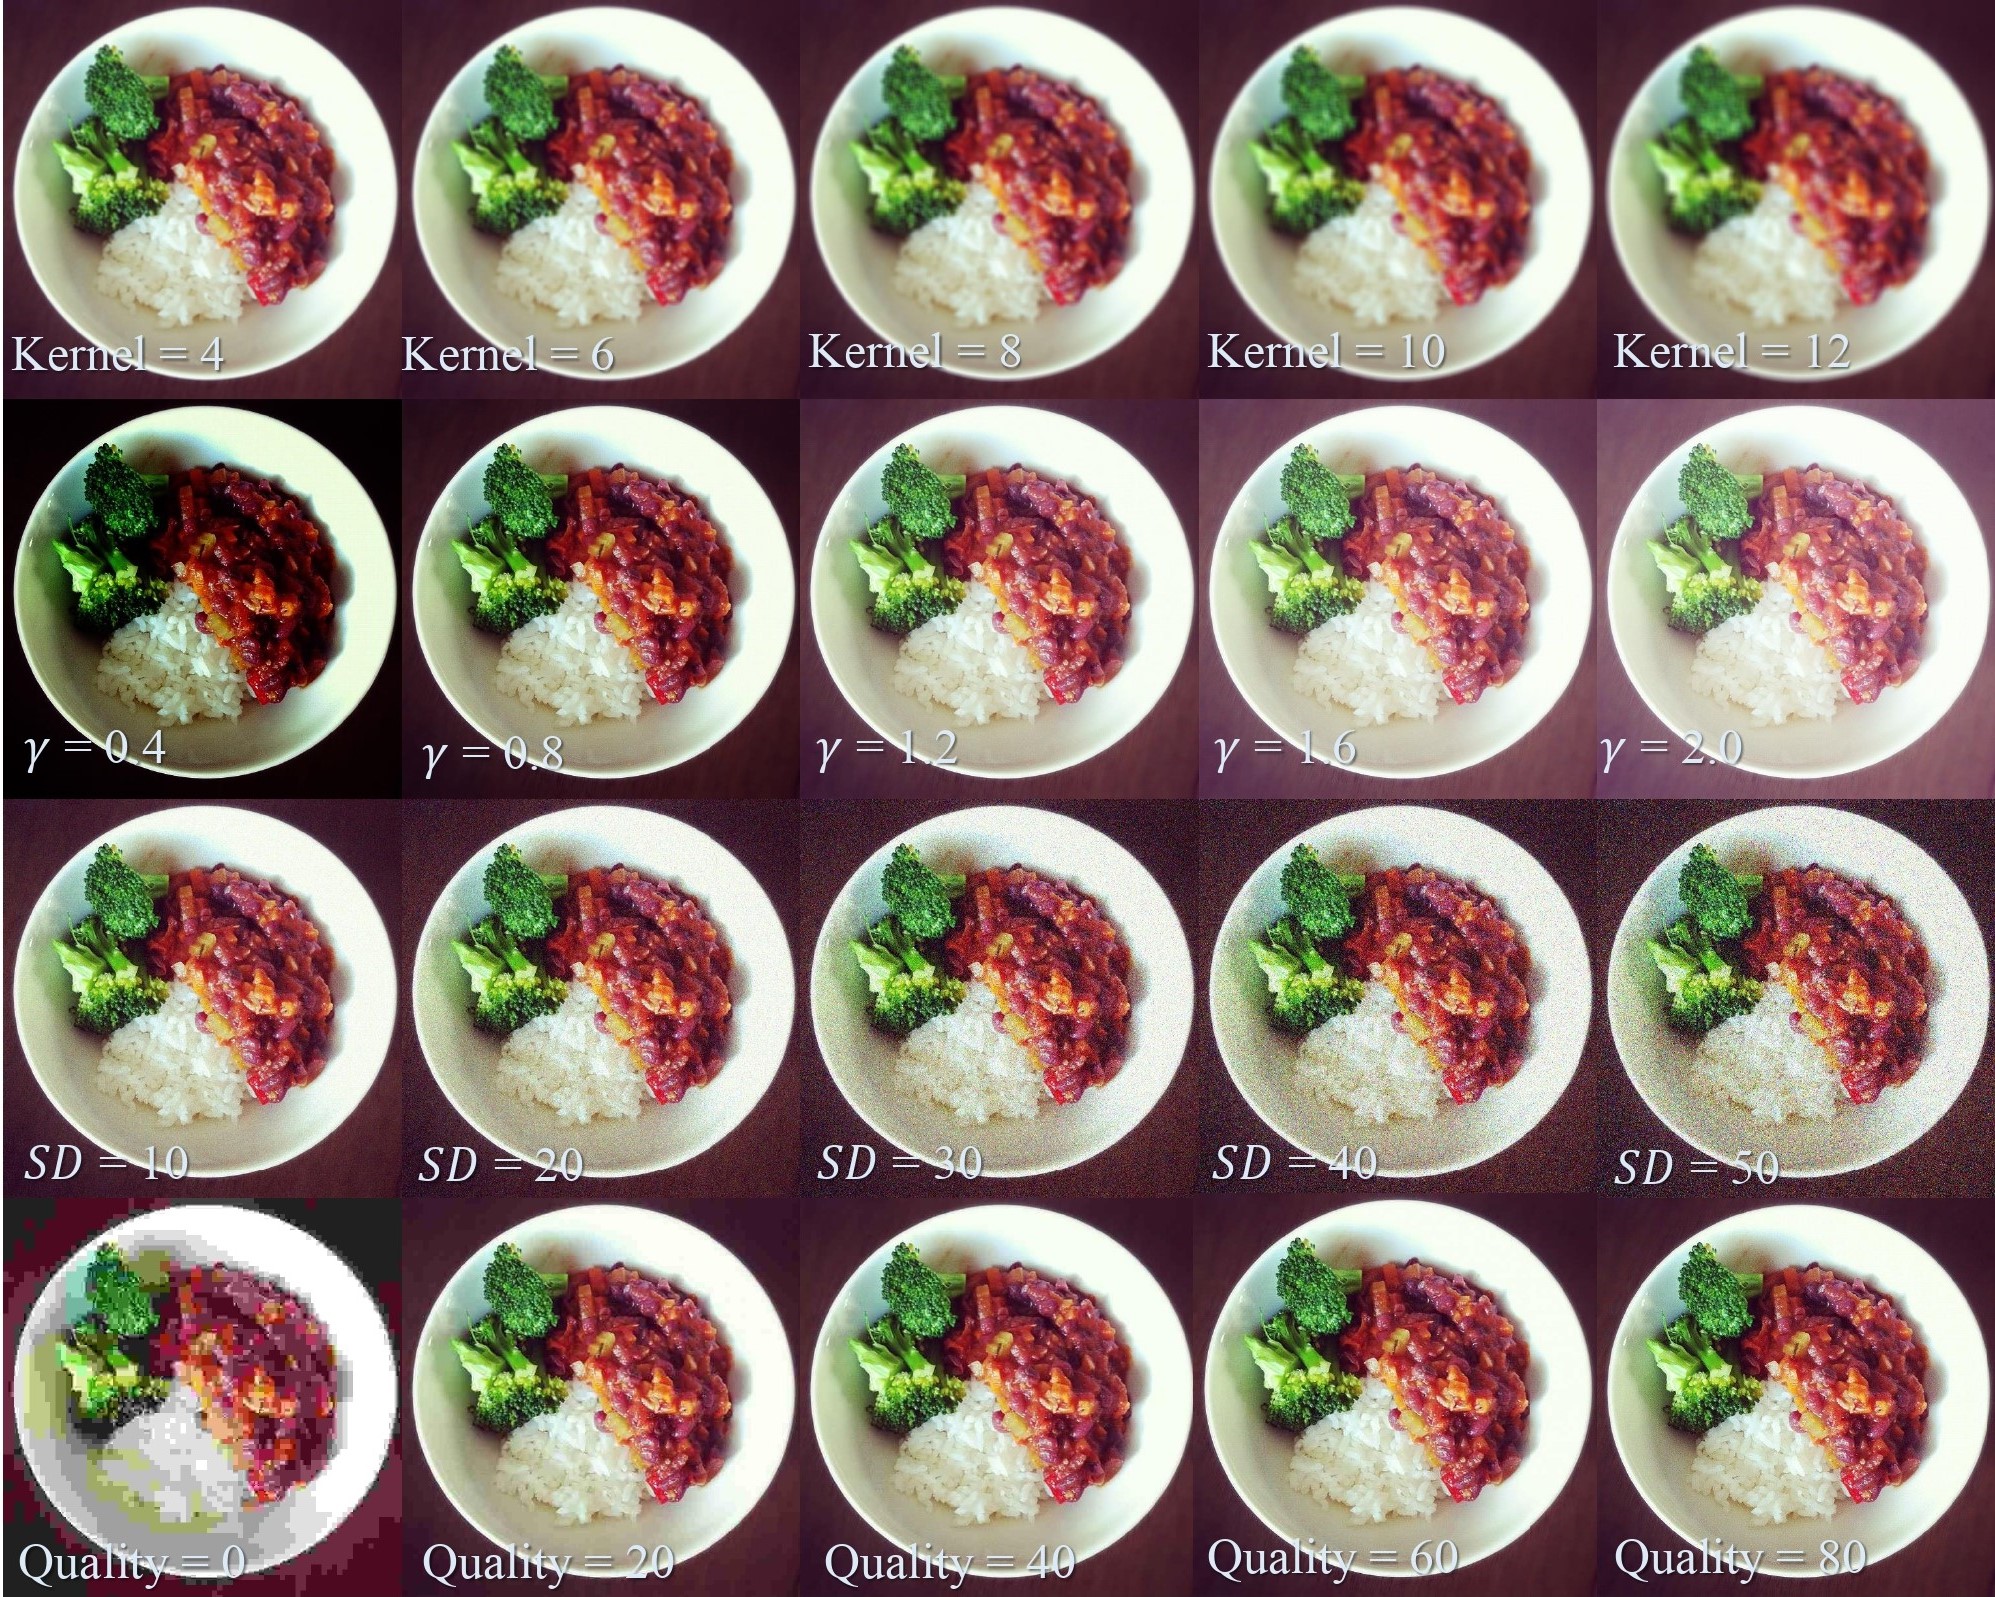 Kernel = 4
Kernel = 6
Kernel = 8
Kernel = 10
Kernel = 12
γ = 0.4
γ = 0.8
γ = 1.2
γ = 1.6
γ = 2.0
SD = 10
SD = 20
SD = 30
SD = 40
SD = 50
Quality = 0
Quality = 20
Quality = 40
Quality = 60
Quality = 80